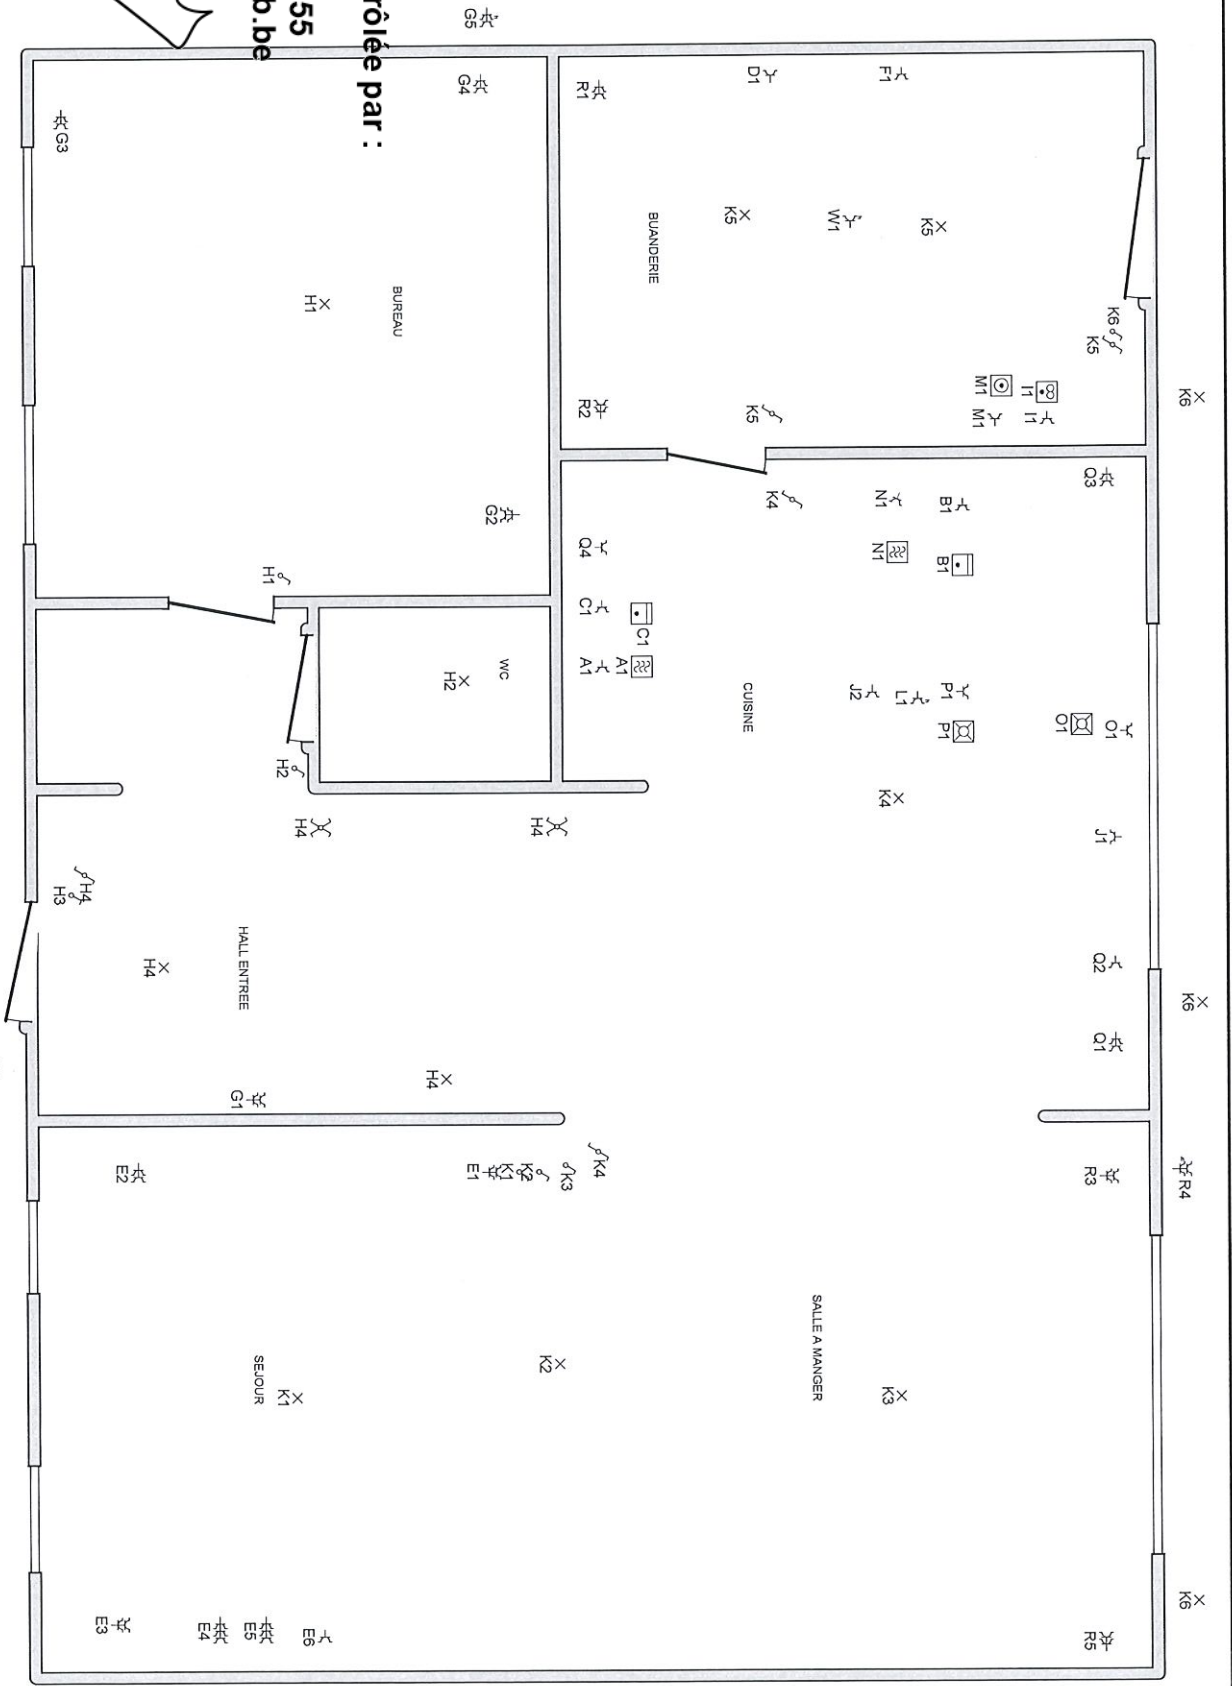 K6
K6
R4
K6
K6
K5
Q3
O1
J1
Q2
Q1
R3
R5
O1
I1
I1
M1
M1
K5
B1
B1
P1
P1
F1
N1
N1
L1
J2
K4
K3
W1
SALLE A MANGER
D1
K5
K5
K4
CUISINE
BUANDERIE
C1
A1
R1
R2
Q4
C1
A1
K4
K3
K2
K1
E1
K2
H4
G5
G4
G2
WC
H2
H4
BUREAU
rôlée par :
H1
H4
E6
55
b.be
H1
H2
K1
SEJOUR
HALL ENTREE
G1
E5
E4
H4
E2
E3
G3
H4
H3